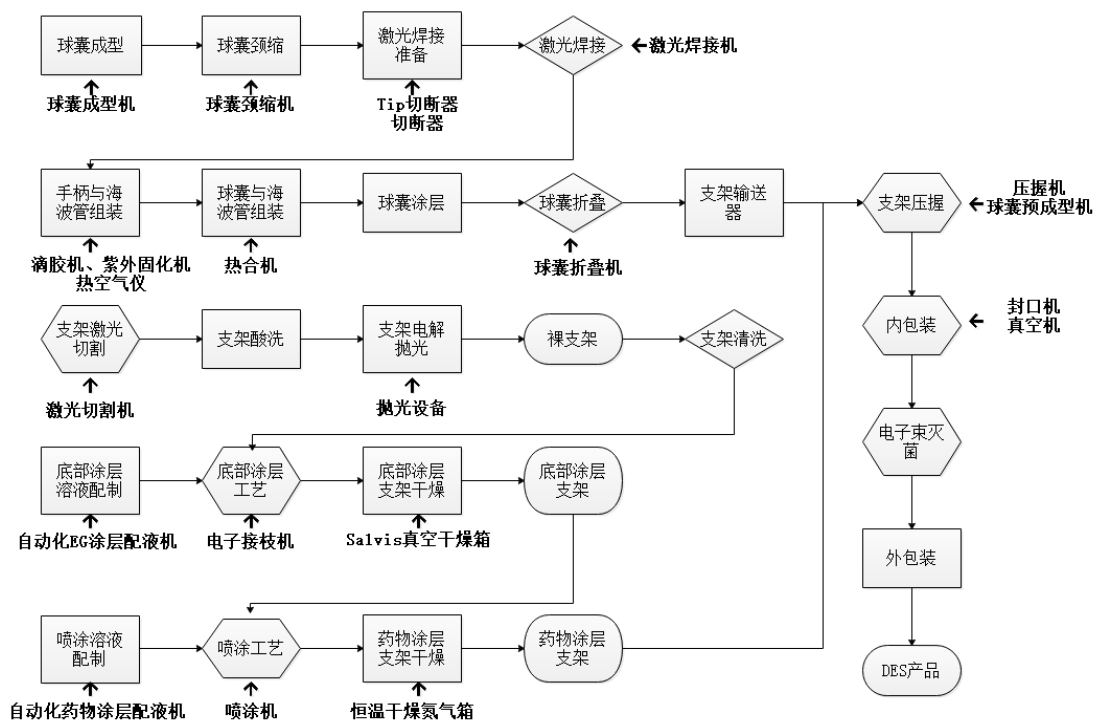 球囊成型
球囊颈缩
激光焊接
准备
激光焊接
激光焊接机
球囊成型机
球囊颈缩机
Tip切断器
切断器
手柄与海
波管组装
球囊与海
波管组装
球囊涂层
球囊折叠
支架输送
器
支架压握
压握机
球囊预成型机
滴胶机、紫外固化机
热空气仪
热合机
球囊折叠机
支架激光
切割
支架酸洗
支架电解
抛光
裸支架
支架清洗
内包装
封口机
真空机
激光切割机
抛光设备
电子束灭
菌
底部涂层
溶液配制
底部涂层
工艺
底部涂层
支架干燥
底部涂层
支架
自动化EG涂层配液机
电子接枝机
Salvis真空干燥箱
外包装
喷涂溶液
配制
喷涂工艺
药物涂层
支架干燥
药物涂层
支架
DES产品
自动化药物涂层配液机
喷涂机
恒温干燥氮气箱